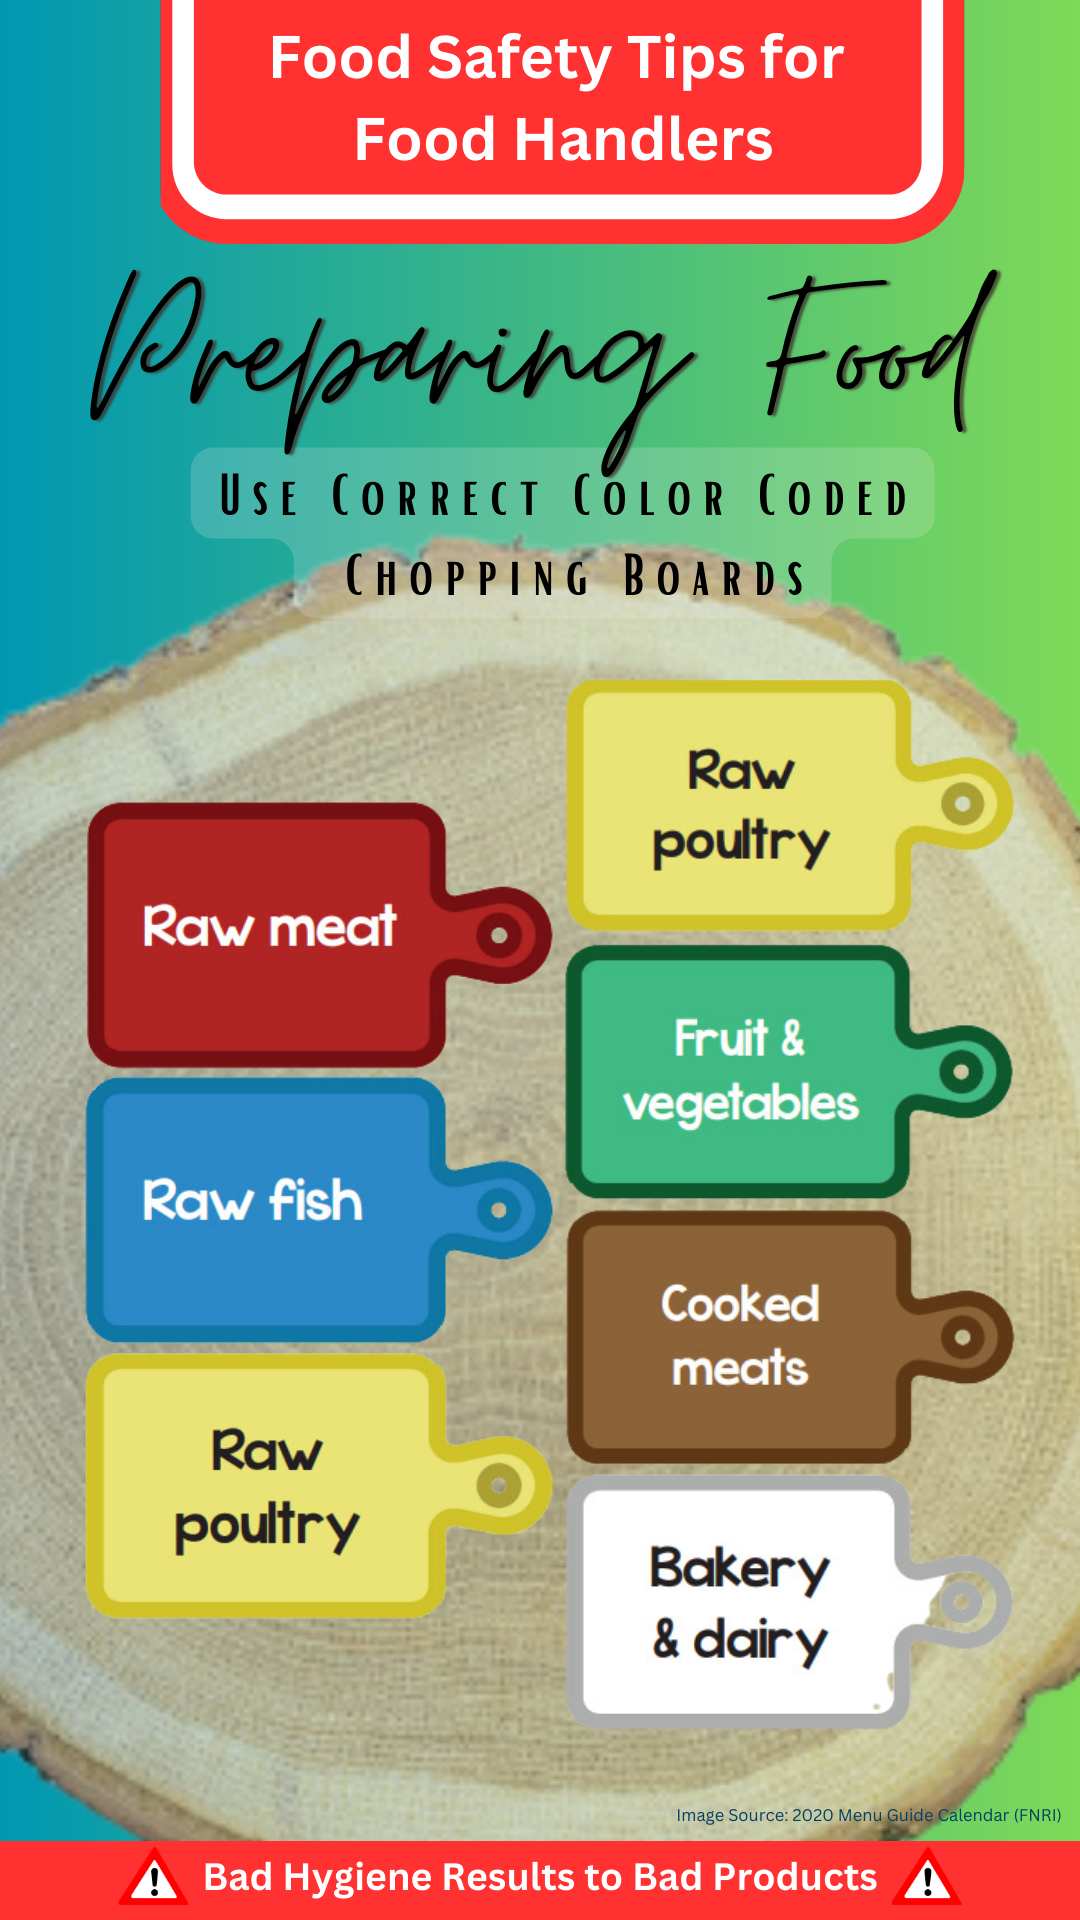 Food Safety Tips for
Food Handlers
Preparing Food
Use Correct Color Coded
Chopping Boards
Raw meat
Raw fish
Raw
poultry
Raw
poultry
Fruit &
vegetables
Cooked
meats
Bakery
& dairy
Image Source: 2020 Menu Guide Calendar (FNRI)
Bad Hygiene Results to Bad Products